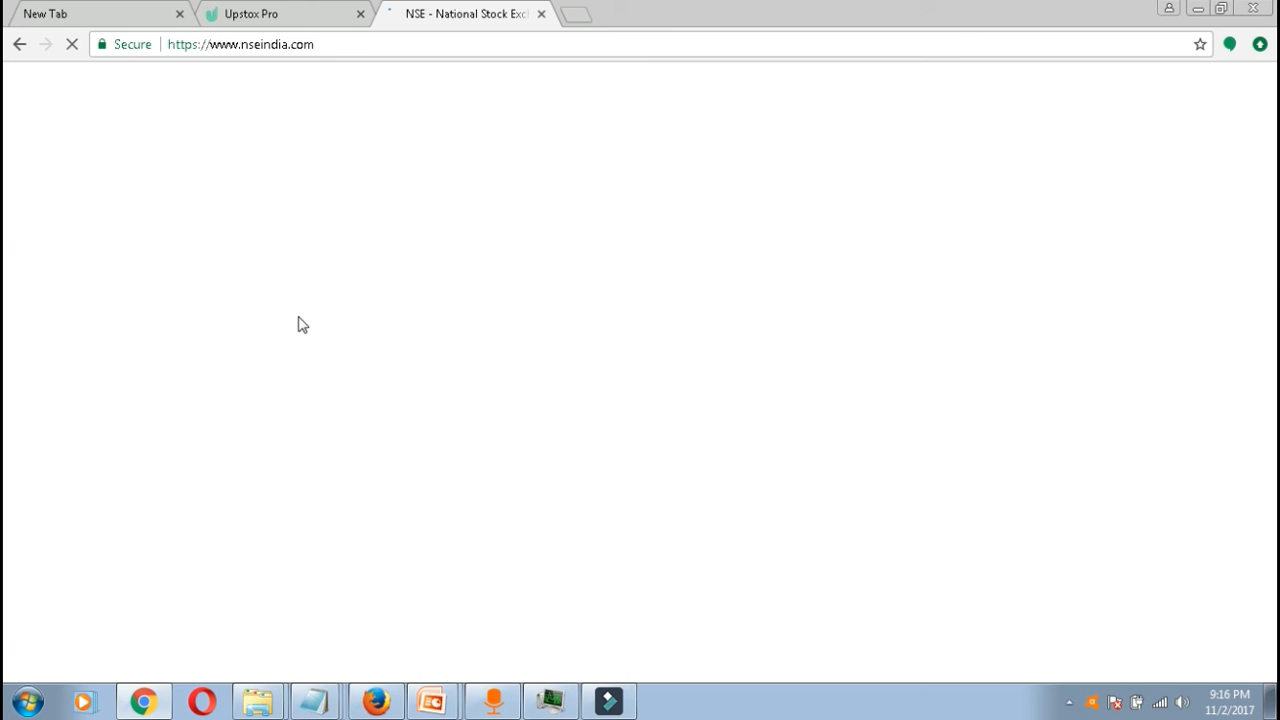 New Tab
Upstox Pro
NSE - National Stock Exc
Secure
https://www.nseindia.com
9:16 PM
11/2/2017